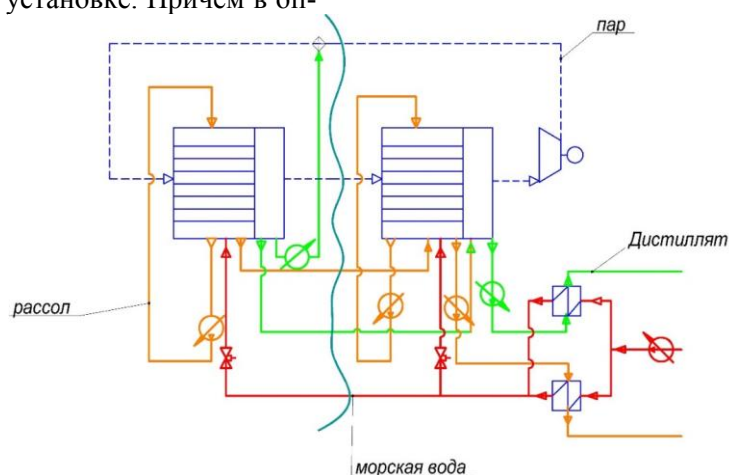 установке. Причем в оп-
пар
Дистиллят
рассол
морская вода